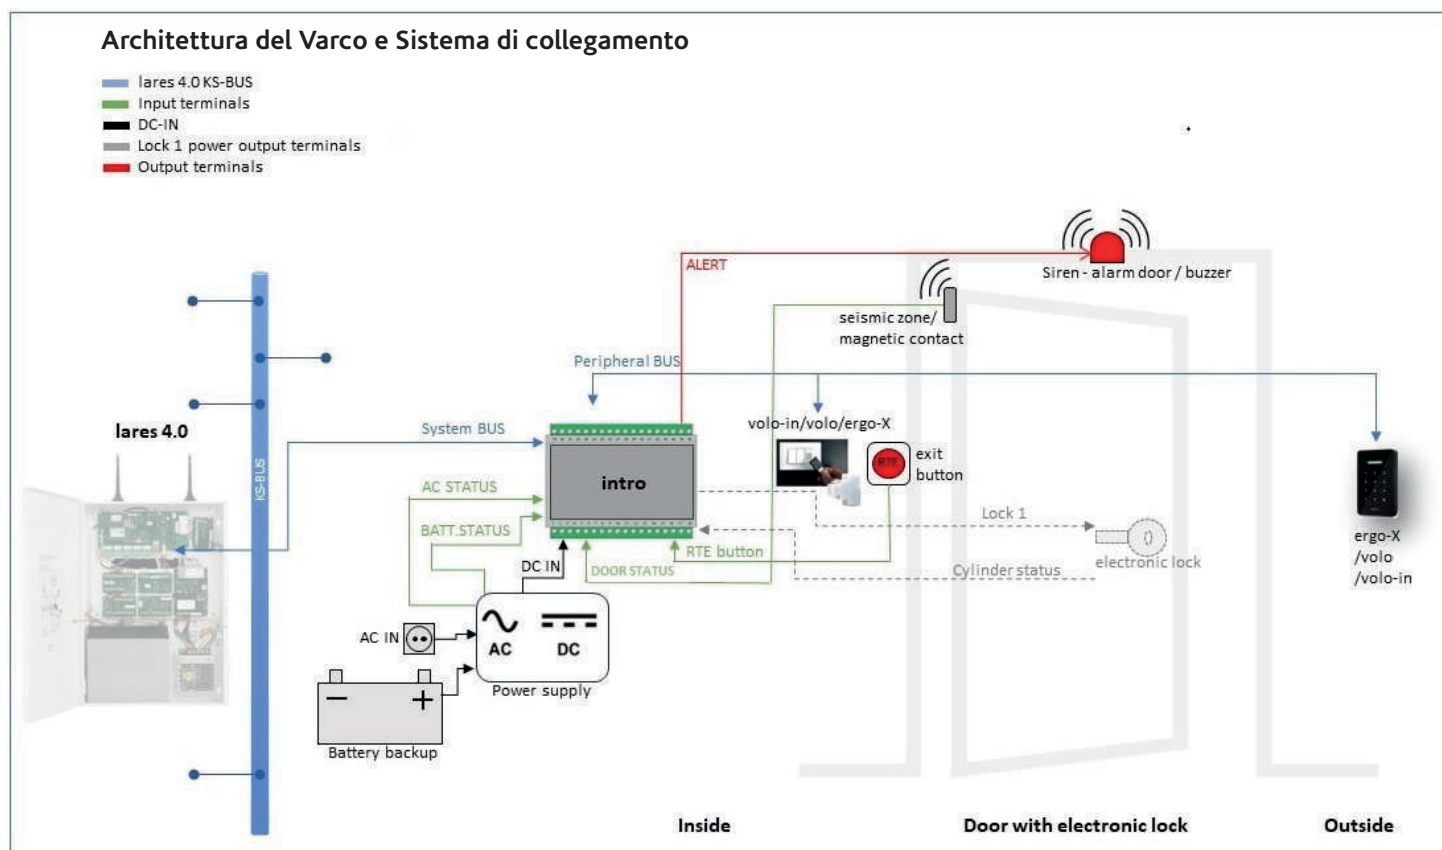 Architettura del Varco e Sistema di collegamento
lares 4.0 KS-BUS
Input terminals
DC-IN
Lock 1 power output terminals
Output terminals
ALERT
Siren - alarm door / buzzer
seismic zone/
magnetic contact
Peripheral BUS
lares 4.0
System BUS
volo-in/volo/ergo-X
KS-BUS
AC STATUS
intro
RTE
exit
button
BATT.STATUS
Lock 1
RTE button
DC IN
DOOR STATUS
Cylinder status
electronic lock
ergo-X
/volo
/volo-in
AC IN
AC
DC
Power supply
Battery backup
Inside
Door with electronic lock
Outside